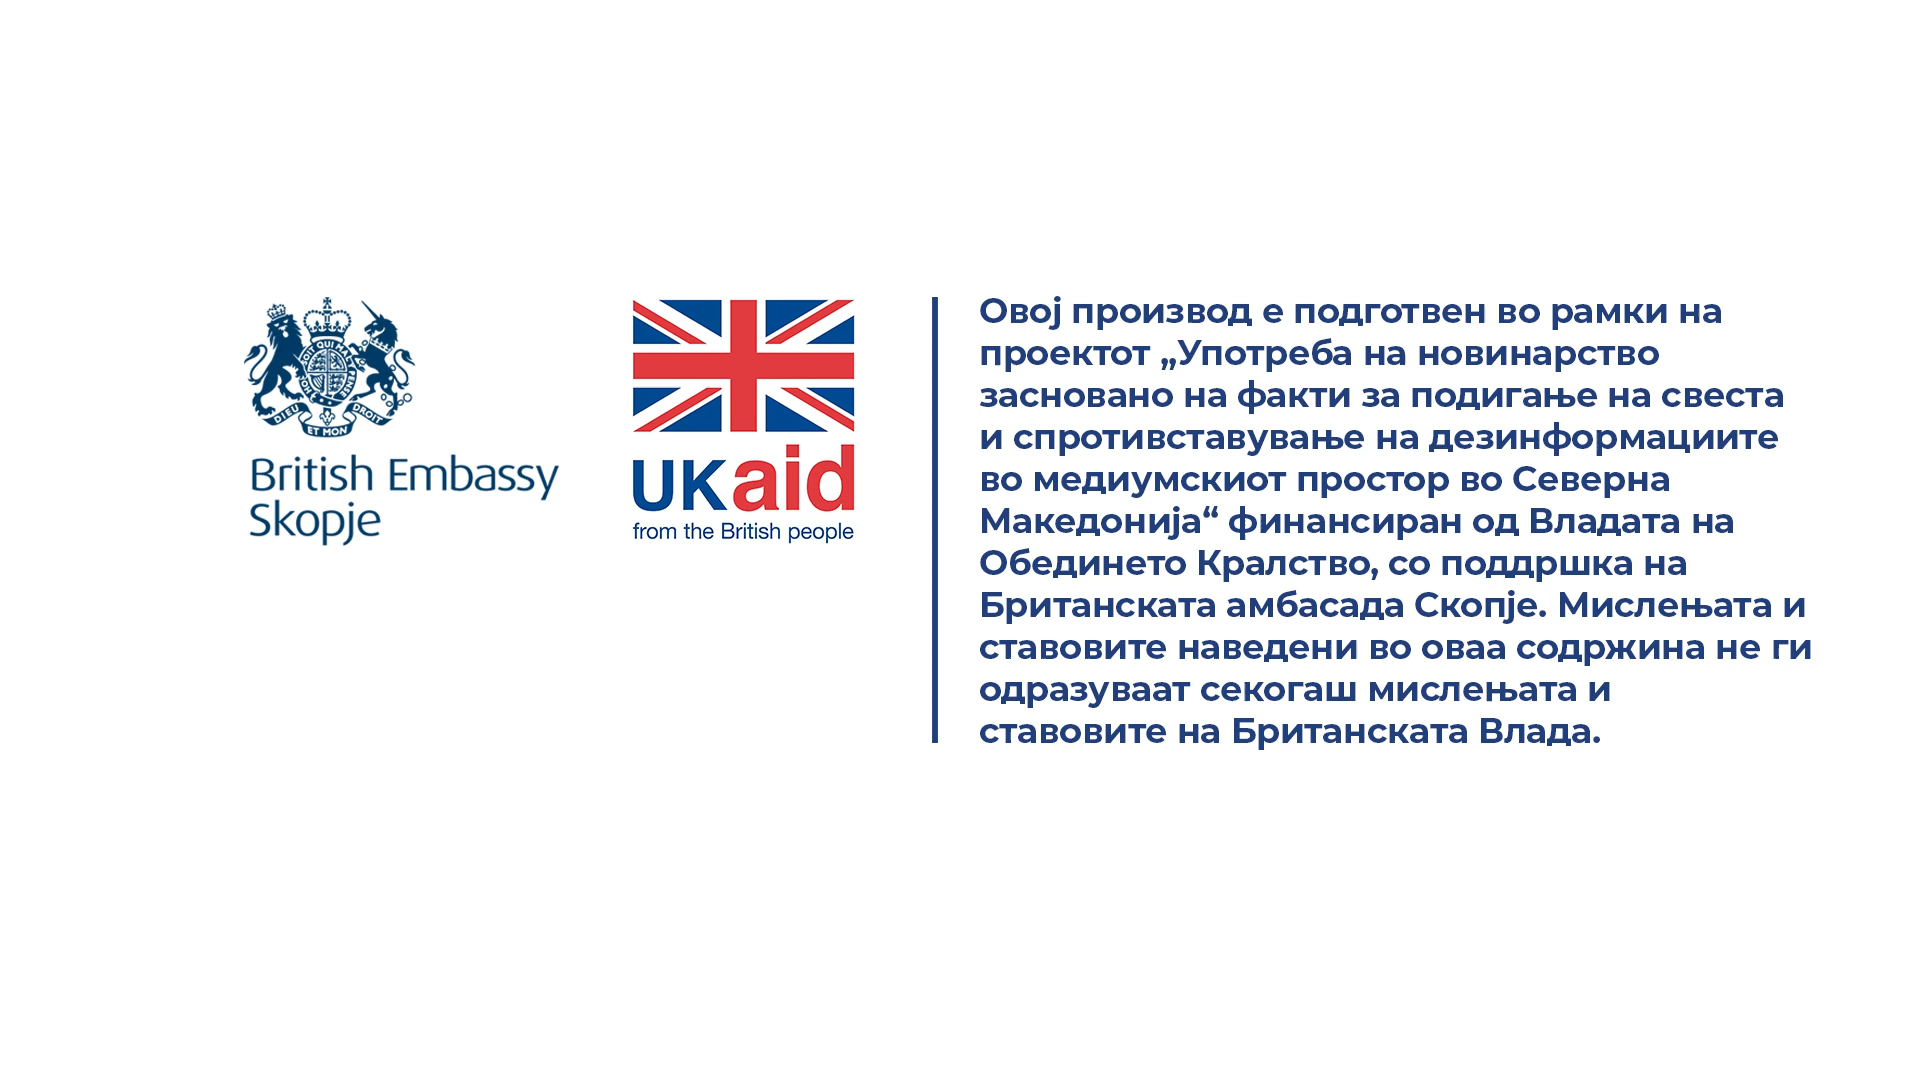 SOIT QUI MAL
DIEU ET MON DROIT
British Embassy
Skopje
UKaid
from the British people
Овој производ е подготвен во рамки на
проектот „Употреба на новинарство
засновано на факти за подигање на свеста
и спротивставување на дезинформациите
во медиумскиот простор во Северна
Македонија“ финансиран од Владата на
Обединето Кралство, со поддршка на
Британската амбасада Скопје. Мислењата и
ставовите наведени во оваа содржина не ги
одразуваат секогаш мислењата и
ставовите на Британската Влада.